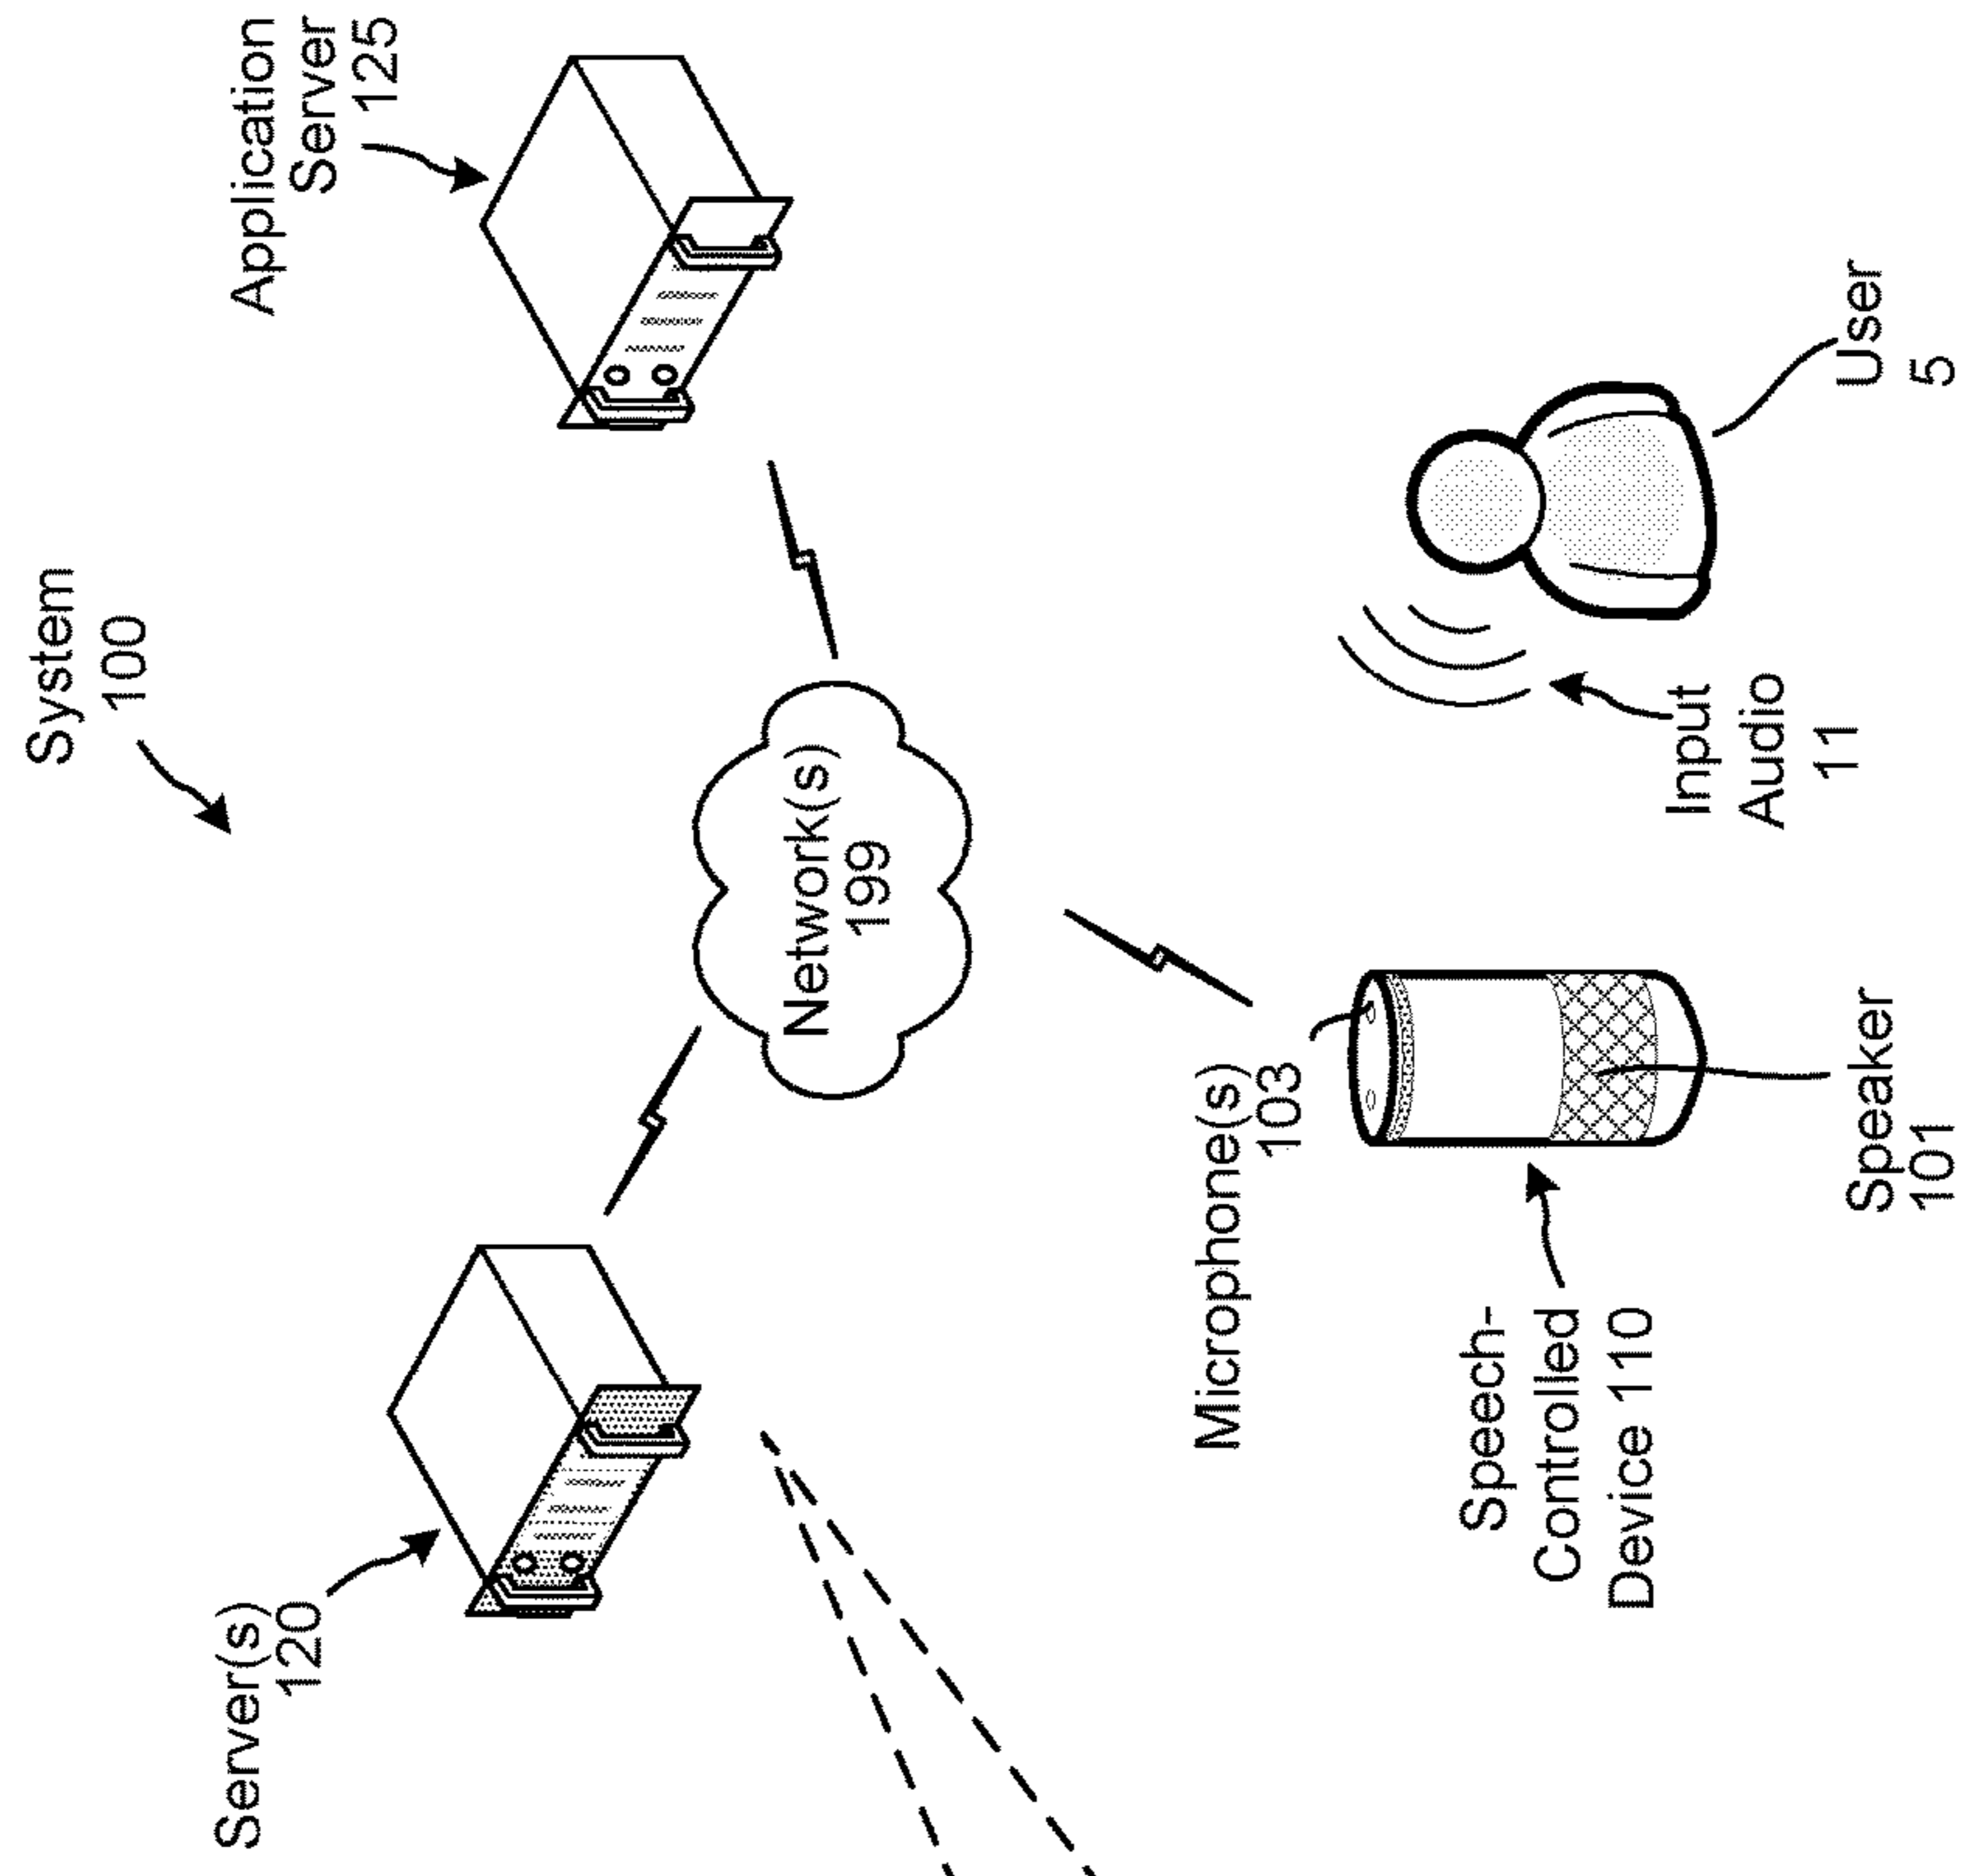 System
100
Application
Server
125
Server(s)
120
Network(s)
199
Microphone(s)
103
Speech-
Controlled
Device 110
Speaker
101
Input
Audio
11
User
5